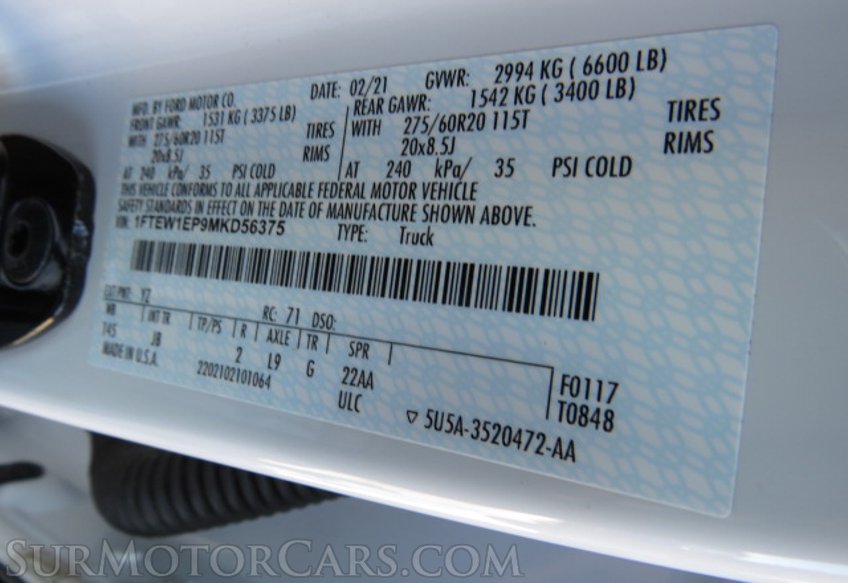 MFD. BY FORD MOTOR CO. DATE: 02/21 GVWR: 2994 KG ( 6600 LB)
FRONT GAWR: 1531 KG ( 3375 LB) REAR GAWR: 1542 KG ( 3400 LB)
WITH 275/60R20 115T TIRES WITH 275/60R20 115T TIRES
20x8.5J RIMS 20x8.5J RIMS
AT 240 kPa/ 35 PSI COLD AT 240 kPa/ 35 PSI COLD
THIS VEHICLE CONFORMS TO ALL APPLICABLE FEDERAL MOTOR VEHICLE
SAFETY STANDARDS IN EFFECT ON THE DATE OF MANUFACTURE SHOWN ABOVE.
VIN: 1FTEW1EP9MKD56375 TYPE: Truck
EXT PNT: YZ RC: 71 DSO:
WB INT TR TP/PS R AXLE TR SPR
145 JB 2 L9 G 22AA F0117
MADE IN U.S.A. 2202102101064 ULC T0848
5U5A-3520472-AA
SURMOTORCARS.COM